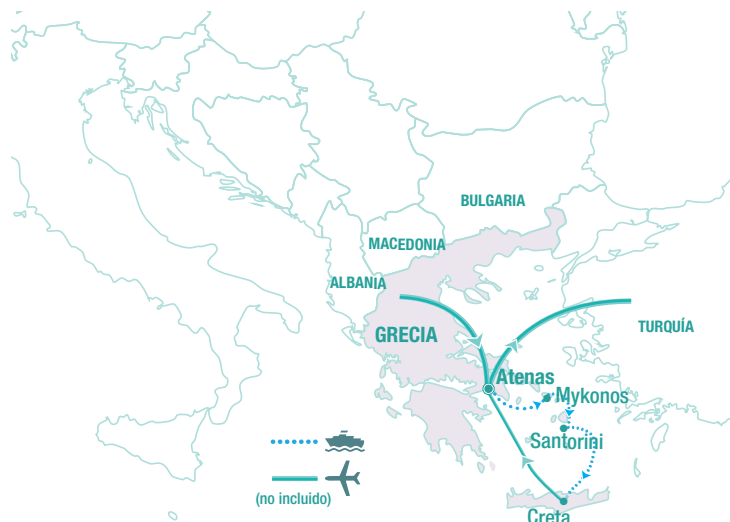 BULGARIA
MACEDONIA
ALBANIA
GRECIA
TURQUÍA
Atenas
Mykonos
Santorini
(no incluido)
Creta